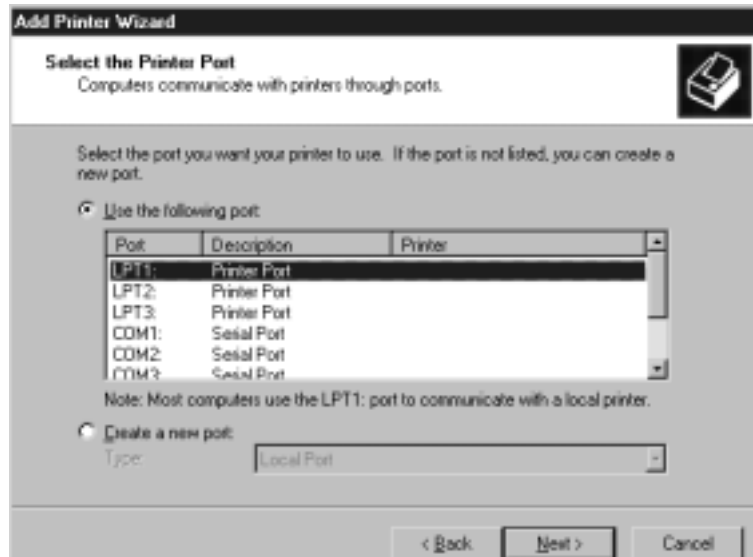 Add Printer Wizard
Select the Printer Port
Computers communicate with printers through ports.
Select the port you want your printer to use. If the port is not listed, you can create a
new port.
Use the following port:
Port Description Printer
LPT1: Printer Port
LPT2: Printer Port
LPT3: Printer Port
COM1: Serial Port
COM2: Serial Port
COM3: Serial Port
Note: Most computers use the LPT1: port to communicate with a local printer.
Create a new port:
Type: Local Port
< Back Next > Cancel